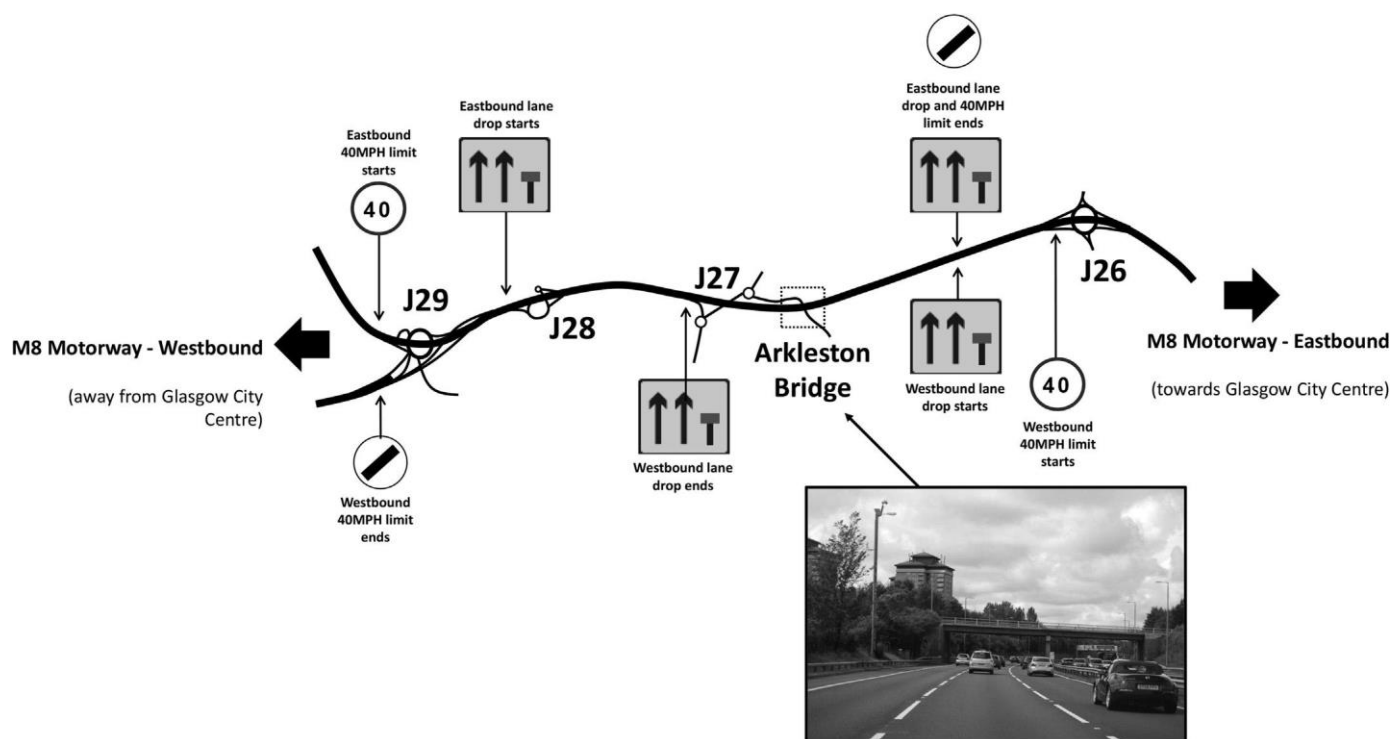 Eastbound lane
drop and 40MPH
limit ends
Eastbound lane
drop starts
Eastbound
40MPH limit
starts
40
J29
J28
J27
J26
M8 Motorway - Westbound
(away from Glasgow City
Centre)
Arkleston
Bridge
M8 Motorway - Eastbound
(towards Glasgow City Centre)
Westbound lane
drop starts
40
Westbound
40MPH limit
starts
Westbound lane
drop ends
Westbound
40MPH limit
ends